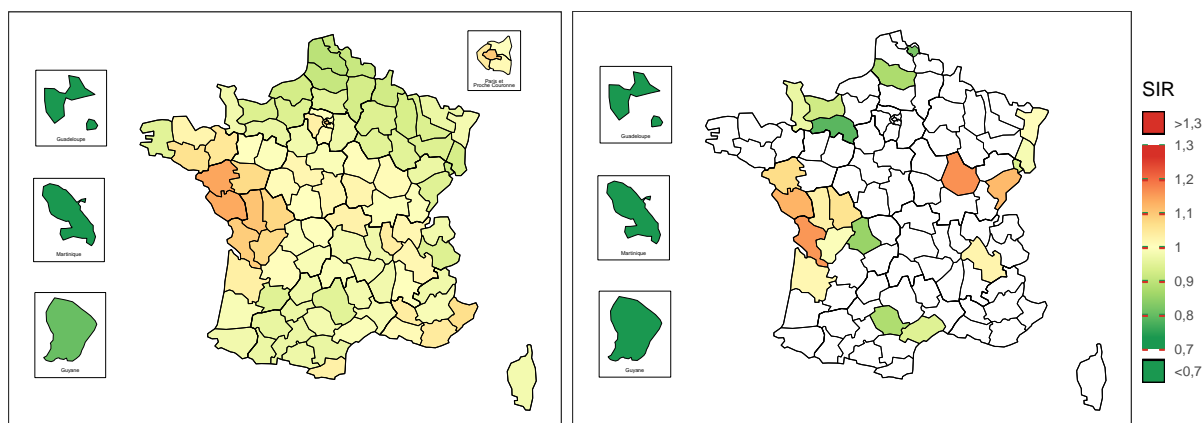 Paris et
Proche Couronne
Guadeloupe
Martinique
Guyane
Guadeloupe
Martinique
Guyane
SIR
>1,3
1,3
1,2
1,1
1
0,9
0,8
0,7
<0,7